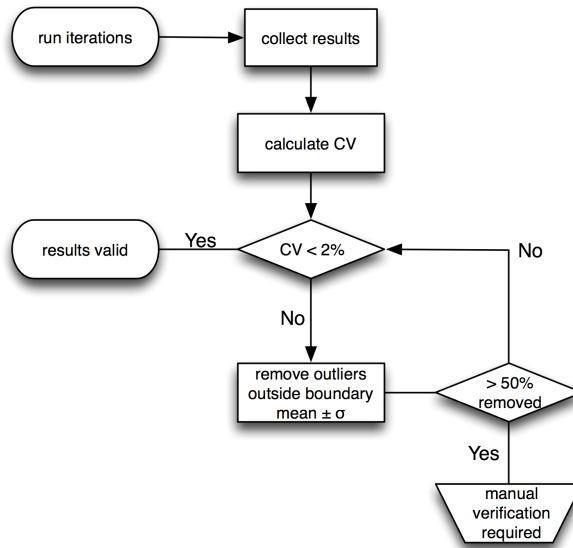 run iterations
collect results
calculate CV
results valid
Yes
CV < 2%
No
No
remove outliers
outside boundary
mean ± σ
> 50%
removed
Yes
manual
verification
required